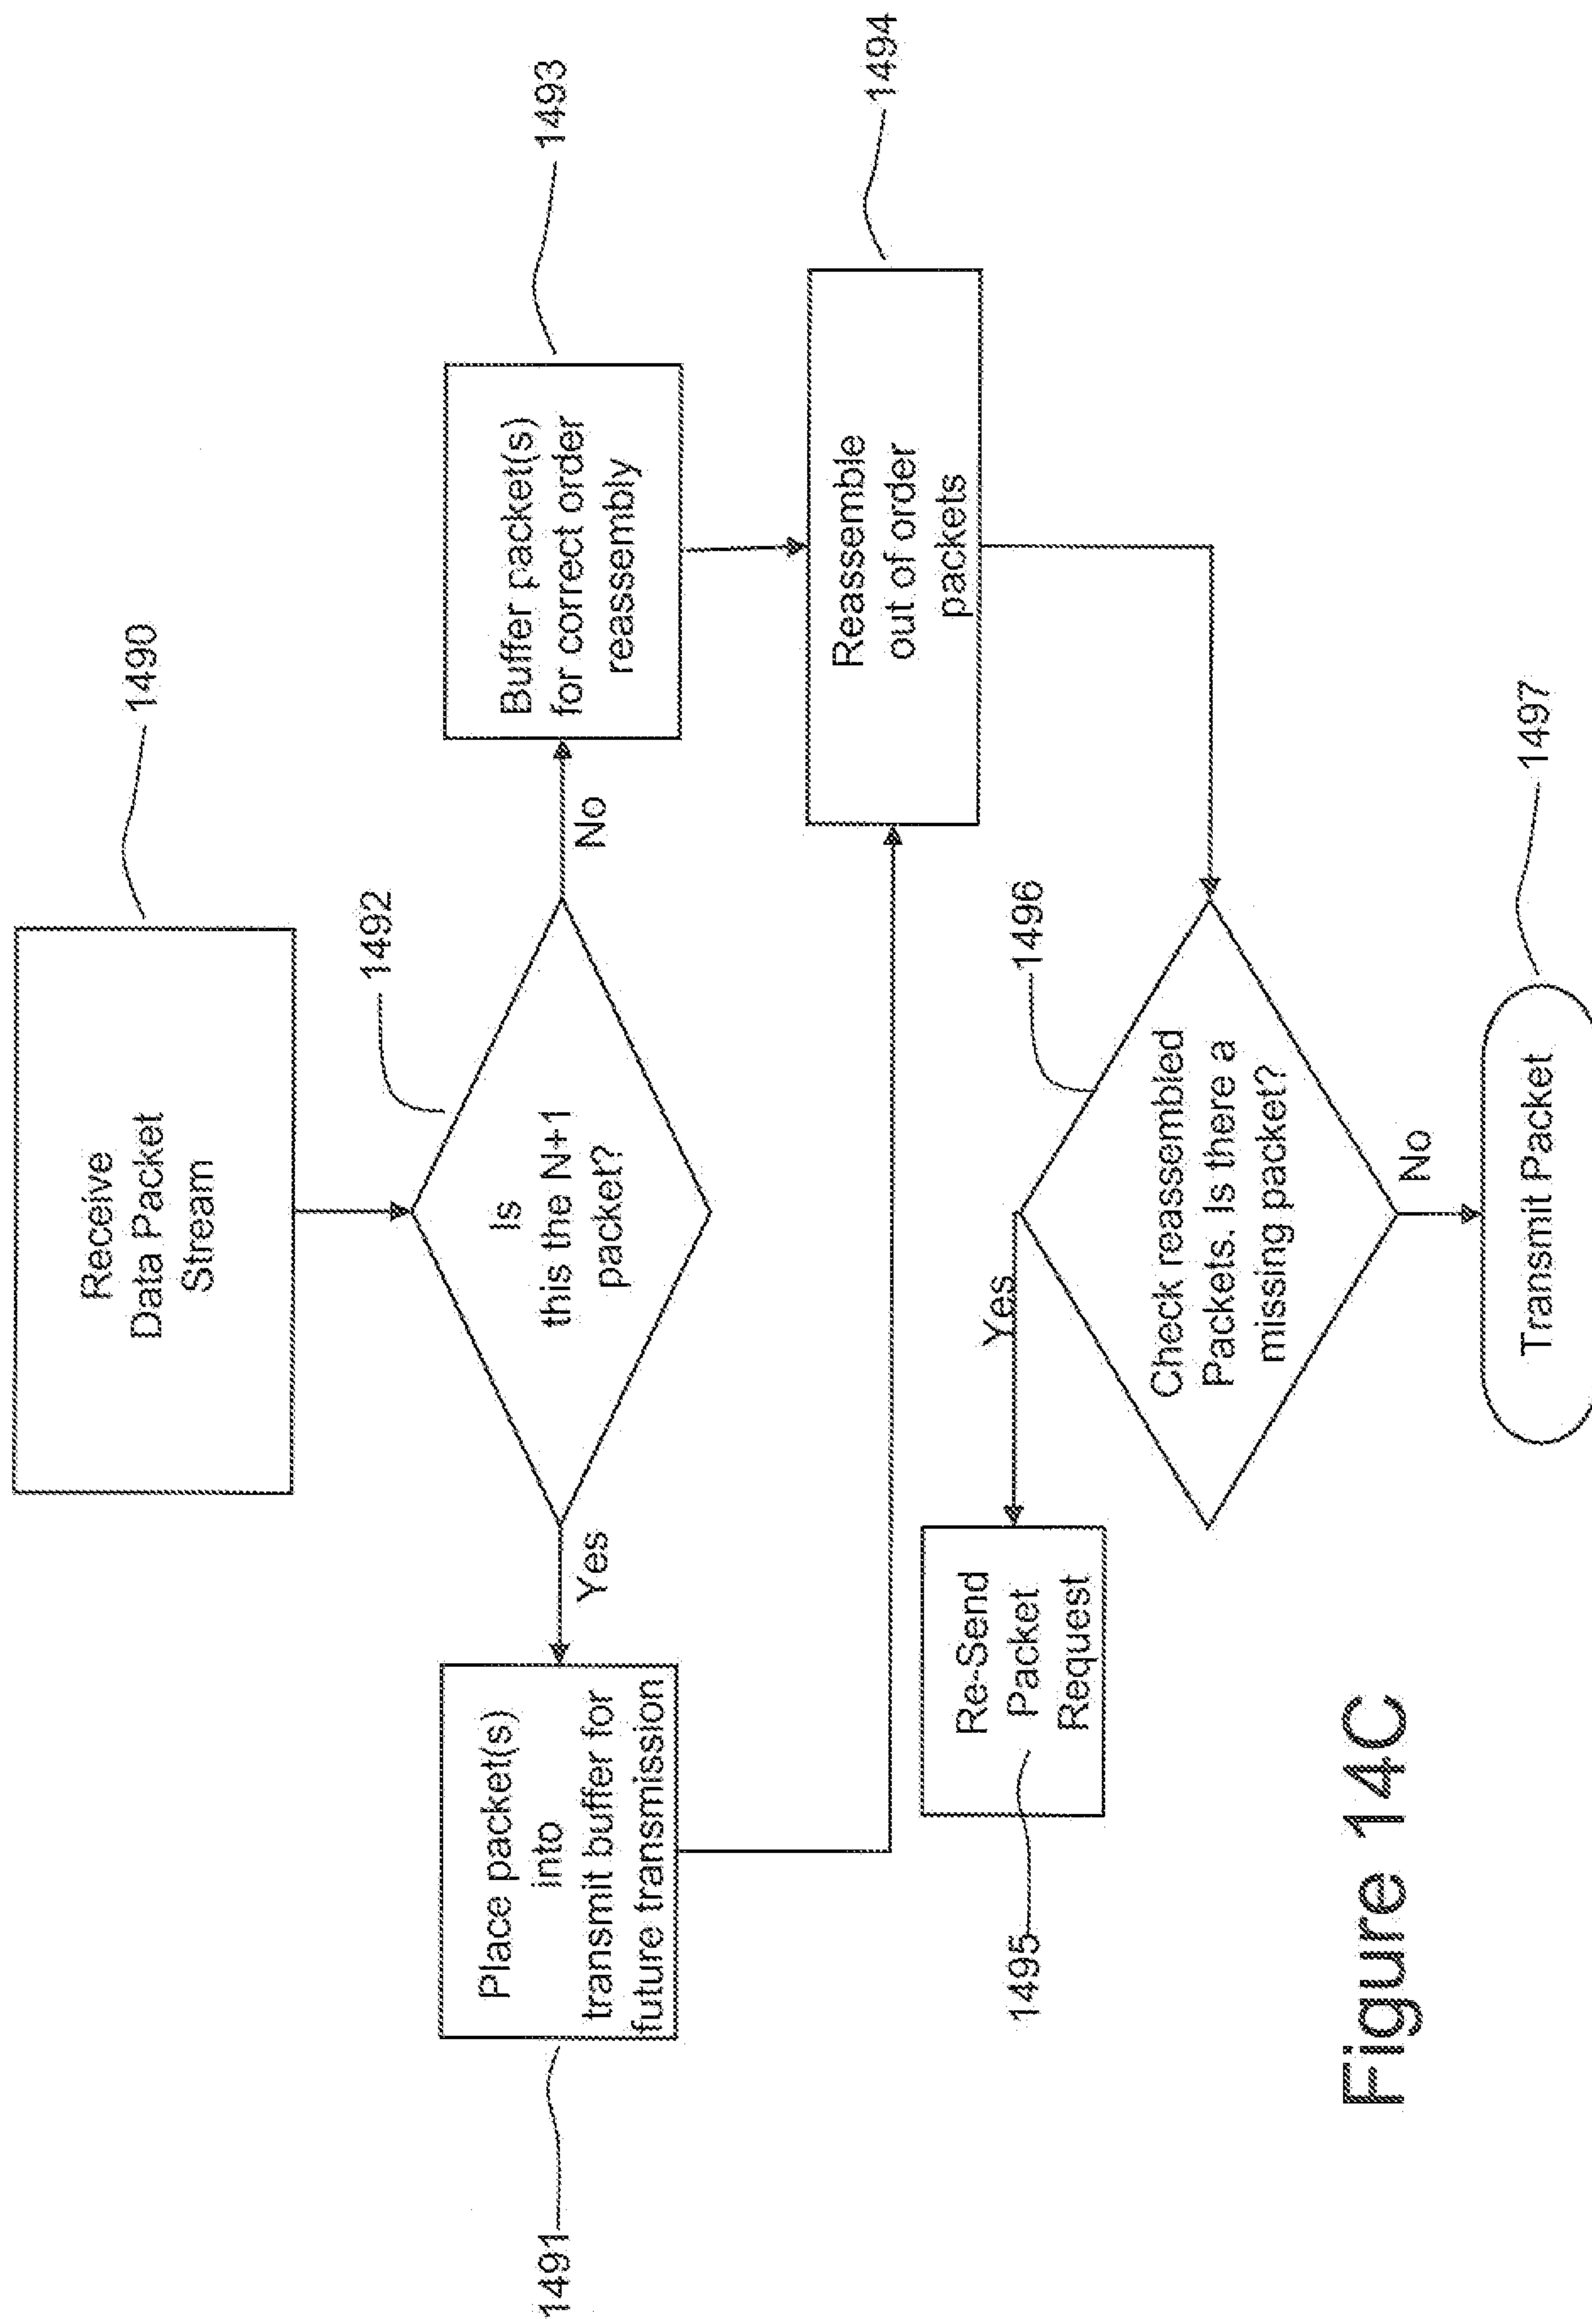 1490
Receive
Data Packet
Stream
1492
Is
this the N+1
packet?
Yes
No
1491
Place packet(s)
into
transmit buffer for
future transmission
Buffer packet(s)
for correct order
reassembly
1493
Reassemble
out of order
packets
1494
1495
Re-Send
Packet
Request
Yes
1496
Check reassembled
Packets. Is there a
missing packet?
No
Transmit Packet
1497
Figure 14C